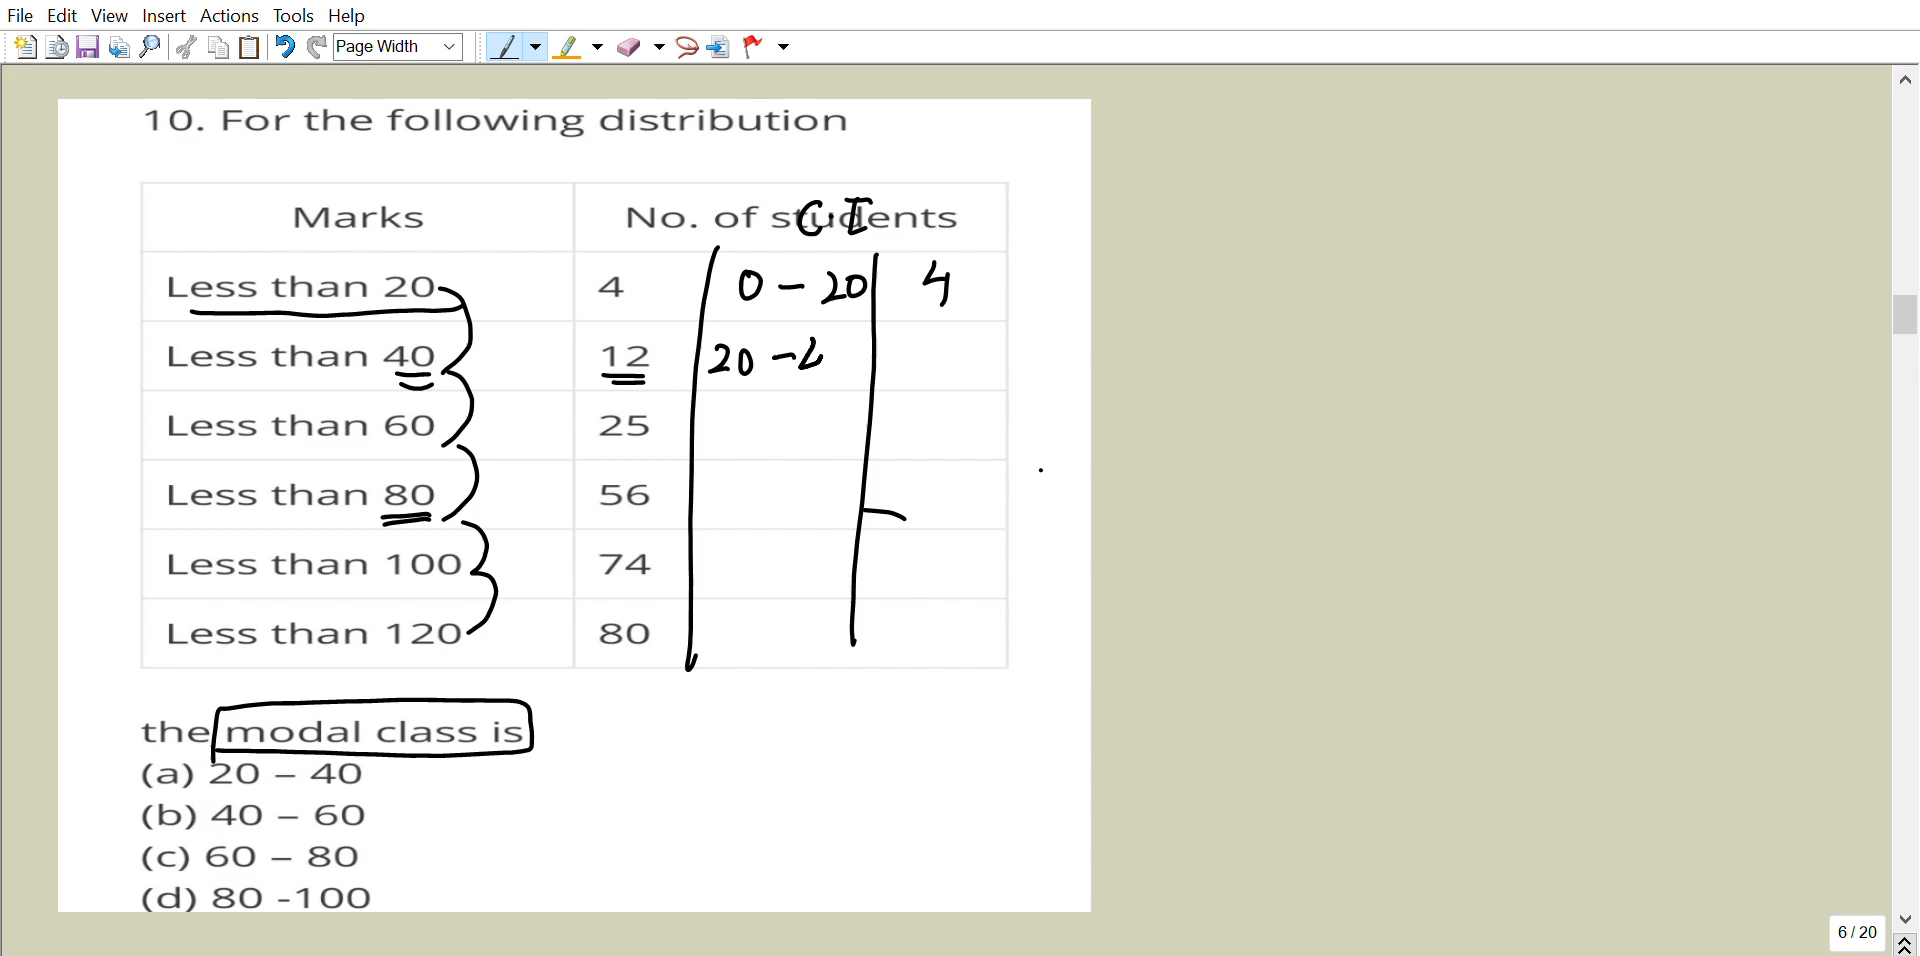 File Edit View Insert Actions Tools Help
Page Width
10. For the following distribution
Marks No. of students C.I
Less than 20 4 0 - 20 4
Less than 40 12 20 -
Less than 60 25
Less than 80 56
Less than 100 74
Less than 120 80
the modal class is
(a) 20 – 40
(b) 40 – 60
(c) 60 – 80
(d) 80 -100
6 / 20